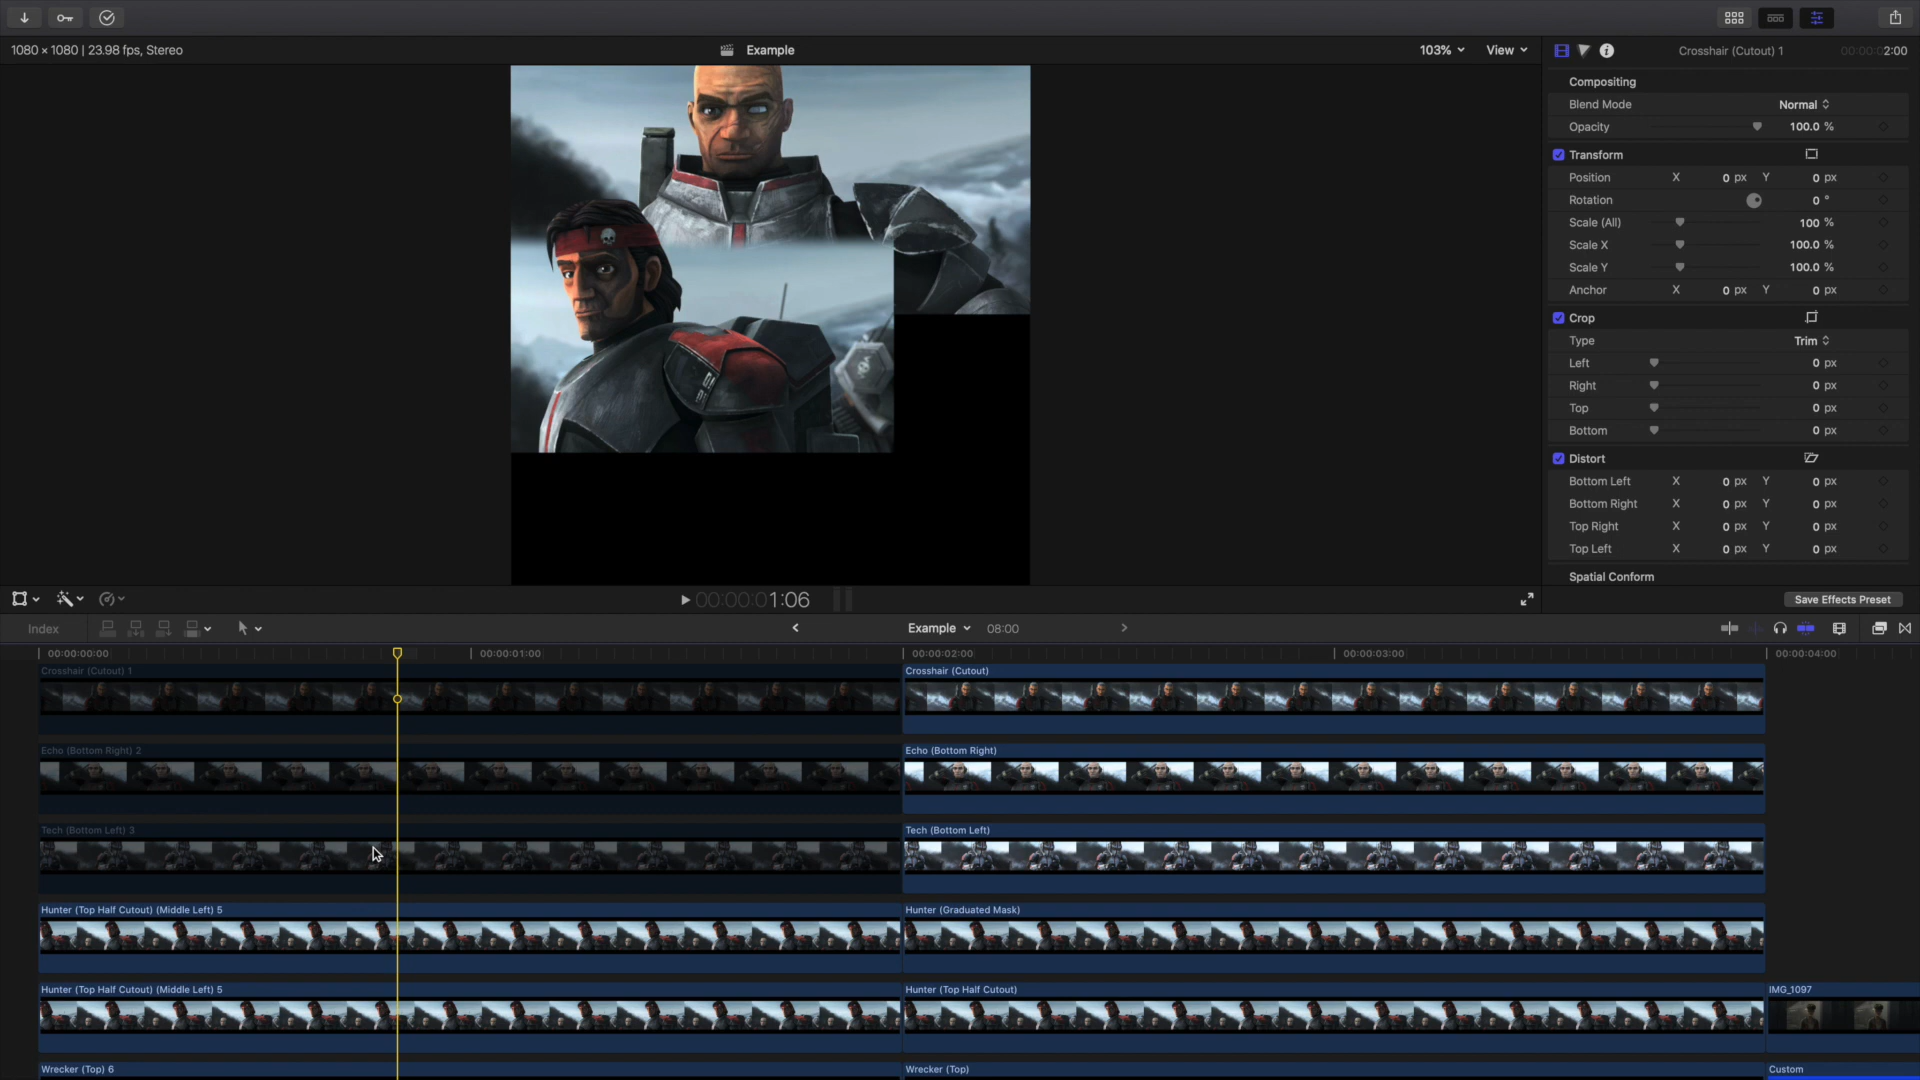 1080 × 1080 | 23.98 fps, Stereo
Example
103%
View
Crosshair (Cutout) 1
00:00:02:00
Compositing
Blend Mode Normal
Opacity 100.0 %
Transform
Position X 0 px Y 0 px
Rotation 0 °
Scale (All) 100 %
Scale X 100.0 %
Scale Y 100.0 %
Anchor X 0 px Y 0 px
Crop
Type Trim
Left 0 px
Right 0 px
Top 0 px
Bottom 0 px
Distort
Bottom Left X 0 px Y 0 px
Bottom Right X 0 px Y 0 px
Top Right X 0 px Y 0 px
Top Left X 0 px Y 0 px
Spatial Conform
00:00:01:06
Save Effects Preset
Index
Example 08:00
00:00:00:00 00:00:01:00 00:00:02:00 00:00:03:00 00:00:04:00
Crosshair (Cutout) 1 Crosshair (Cutout)
Echo (Bottom Right) 2 Echo (Bottom Right)
Tech (Bottom Left) 3 Tech (Bottom Left)
Hunter (Top Half Cutout) (Middle Left) 5 Hunter (Graduated Mask)
Hunter (Top Half Cutout) (Middle Left) 5 Hunter (Top Half Cutout) IMG_1097
Wrecker (Top) 6 Wrecker (Top) Custom